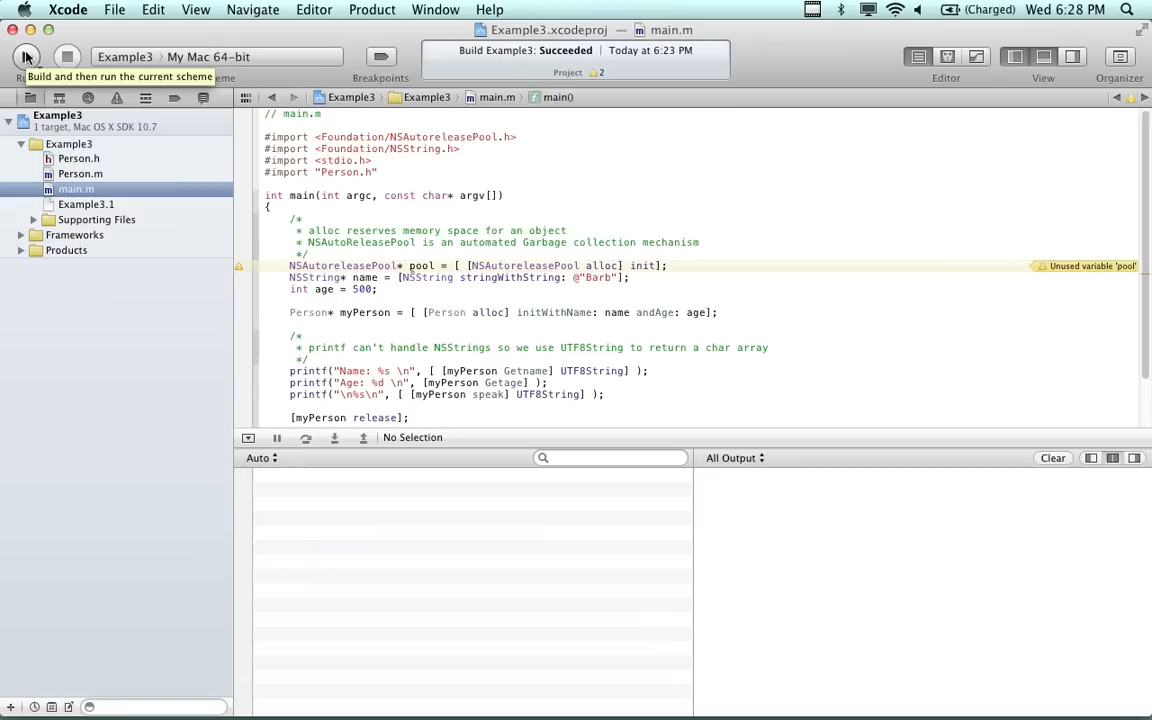 Xcode File Edit View Navigate Editor Product Window Help (Charged) Wed 6:28 PM
Example3.xcodeproj — main.m
Example3 〉 My Mac 64-bit
Build Example3: Succeeded | Today at 6:23 PM
Project 2
Build and then run the current scheme
Breakpoints
Editor View Organizer
Example3 〉 Example3 〉 main.m 〉 main()
Example3
1 target, Mac OS X SDK 10.7
Example3
Person.h
Person.m
main.m
Example3.1
Supporting Files
Frameworks
Products
// main.m
#import <Foundation/NSAutoreleasePool.h>
#import <Foundation/NSString.h>
#import <stdio.h>
#import "Person.h"
int main(int argc, const char* argv[])
{
/*
* alloc reserves memory space for an object
* NSAutoReleasePool is an automated Garbage collection mechanism
*/
NSAutoreleasePool* pool = [ [NSAutoreleasePool alloc] init];
Unused variable 'pool'
NSString* name = [NSString stringWithString: @"Barb"];
int age = 500;
Person* myPerson = [ [Person alloc] initWithName: name andAge: age];
/*
* printf can't handle NSStrings so we use UTF8String to return a char array
*/
printf("Name: %s \n", [ [myPerson Getname] UTF8String] );
printf("Age: %d \n", [myPerson Getage] );
printf("\n%s\n", [ [myPerson speak] UTF8String] );
[myPerson release];
No Selection
Auto
All Output
Clear